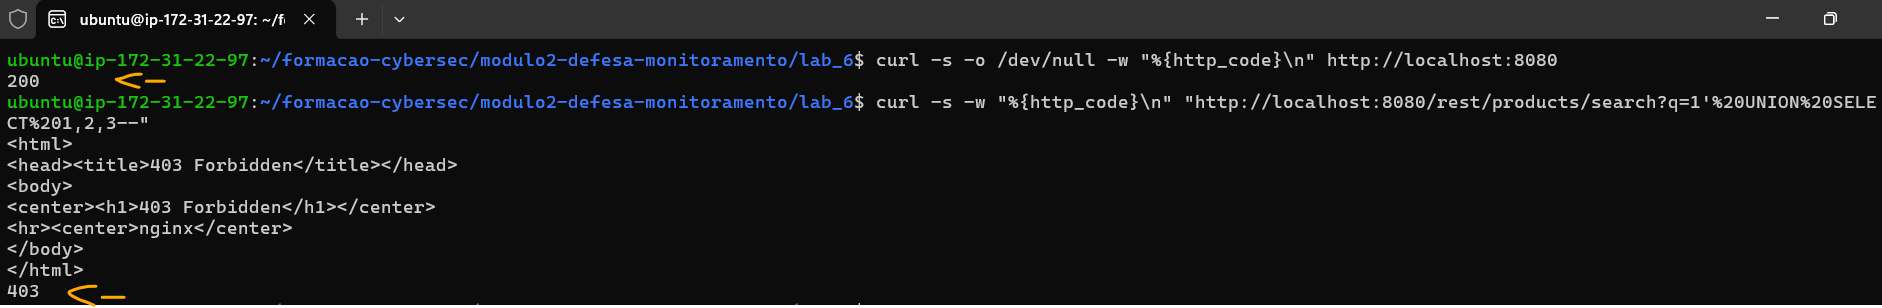 ubuntu@ip-172-31-22-97: ~/f
ubuntu@ip-172-31-22-97:~/formacao-cybersec/modulo2-defesa-monitoramento/lab_6$ curl -s -o /dev/null -w "%{http_code}\n" http://localhost:8080
200
ubuntu@ip-172-31-22-97:~/formacao-cybersec/modulo2-defesa-monitoramento/lab_6$ curl -s -w "%{http_code}\n" "http://localhost:8080/rest/products/search?q=1'%20UNION%20SELE
CT%201,2,3--"
<html>
<head><title>403 Forbidden</title></head>
<body>
<center><h1>403 Forbidden</h1></center>
<hr><center>nginx</center>
</body>
</html>
403